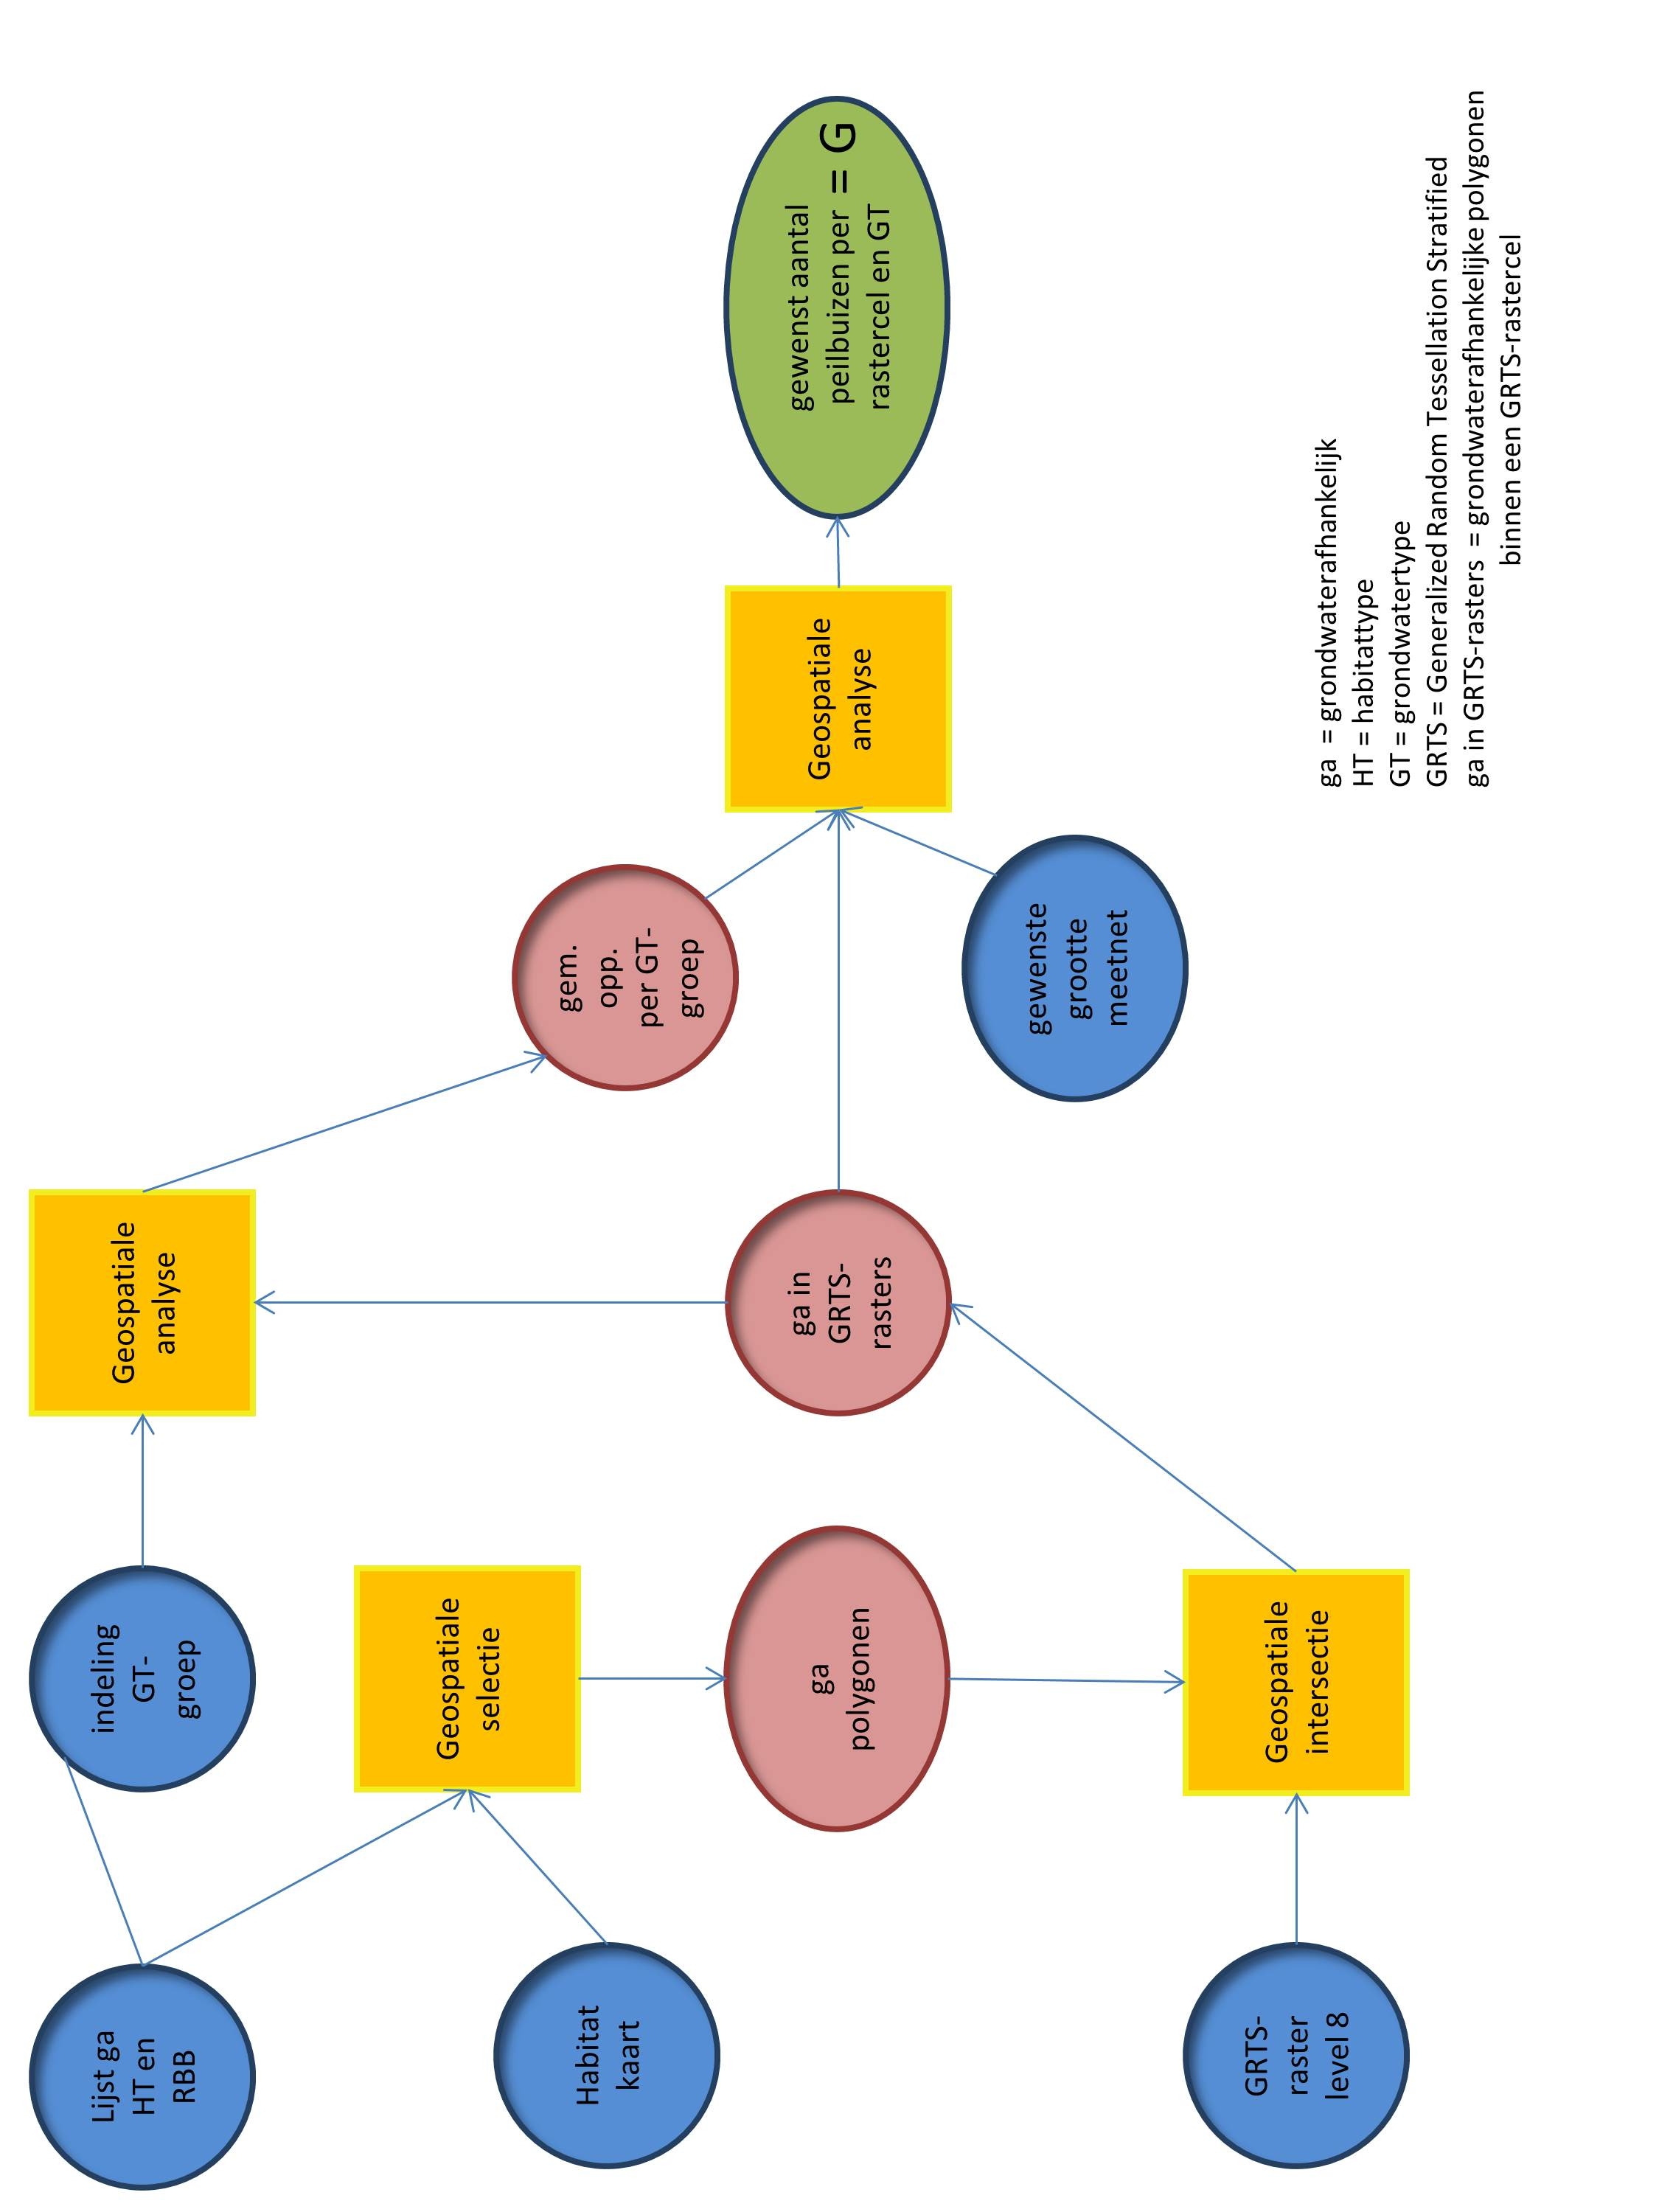 Lijst ga
HT en
RBB
indeling
GT-
groep
Geospatiale
analyse
Habitat
kaart
Geospatiale
selectie
gem.
opp.
per GT-
groep
ga
polygonen
ga in
GRTS-
rasters
Geospatiale
analyse
gewenst aantal
peilbuizen per = G
rastercel en GT
gewenste
grootte
meetnet
GRTS-
raster
level 8
Geospatiale
intersectie
ga = grondwaterafhankelijk
HT = habitattype
GT = grondwatertype
GRTS = Generalized Random Tessellation Stratified
ga in GRTS-rasters = grondwaterafhankelijke polygonen
binnen een GRTS-rastercel